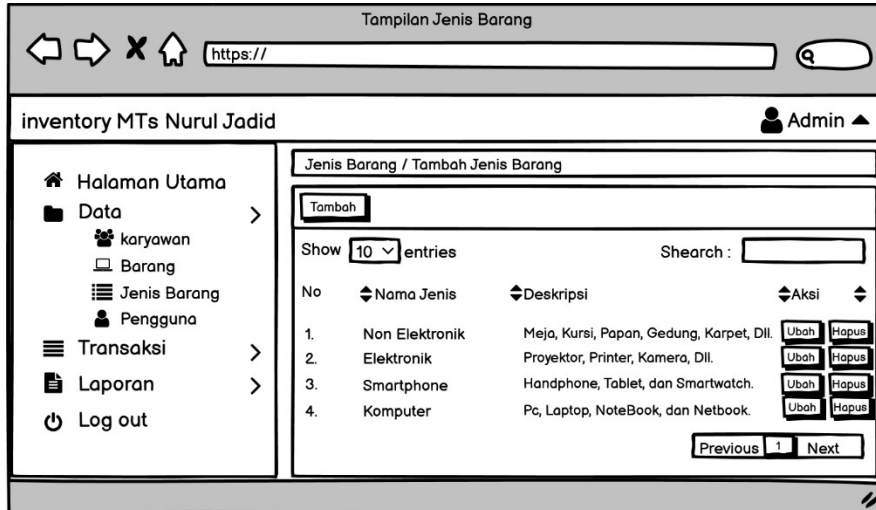 Tampilan Jenis Barang
https://
inventory MTs Nurul Jadid
Admin
Halaman Utama
Data
karyawan
Barang
Jenis Barang
Pengguna
Transaksi
Laporan
Log out
Jenis Barang / Tambah Jenis Barang
Tambah
Show 10 entries Shearch :
No Nama Jenis Deskripsi Aksi
1. Non Elektronik Meja, Kursi, Papan, Gedung, Karpet, Dll. Ubah Hapus
2. Elektronik Proyektor, Printer, Kamera, Dll. Ubah Hapus
3. Smartphone Handphone, Tablet, dan Smartwatch. Ubah Hapus
4. Komputer Pc, Laptop, NoteBook, dan Netbook. Ubah Hapus
Previous 1 Next